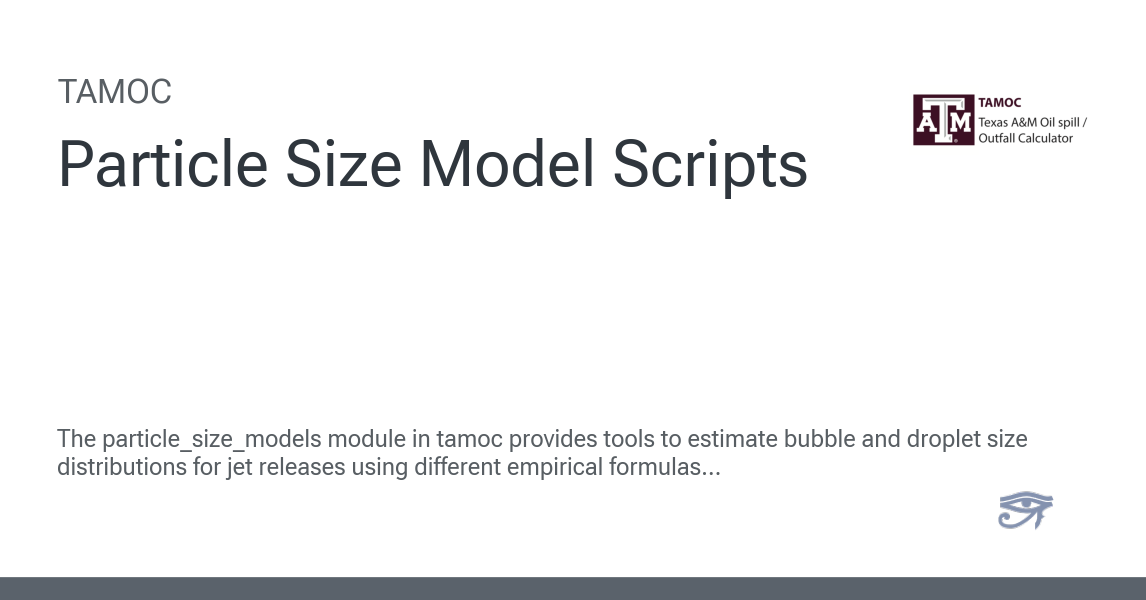 TAMOC
Particle Size Model Scripts
ATM
TAMOC
Texas A&M Oil spill /
Outfall Calculator
The particle_size_models module in tamoc provides tools to estimate bubble and droplet size
distributions for jet releases using different empirical formulas...